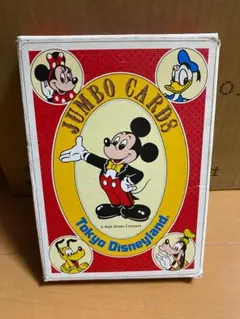 JUMBO CARDS
© Walt Disney Company
Tokyo Disneyland®